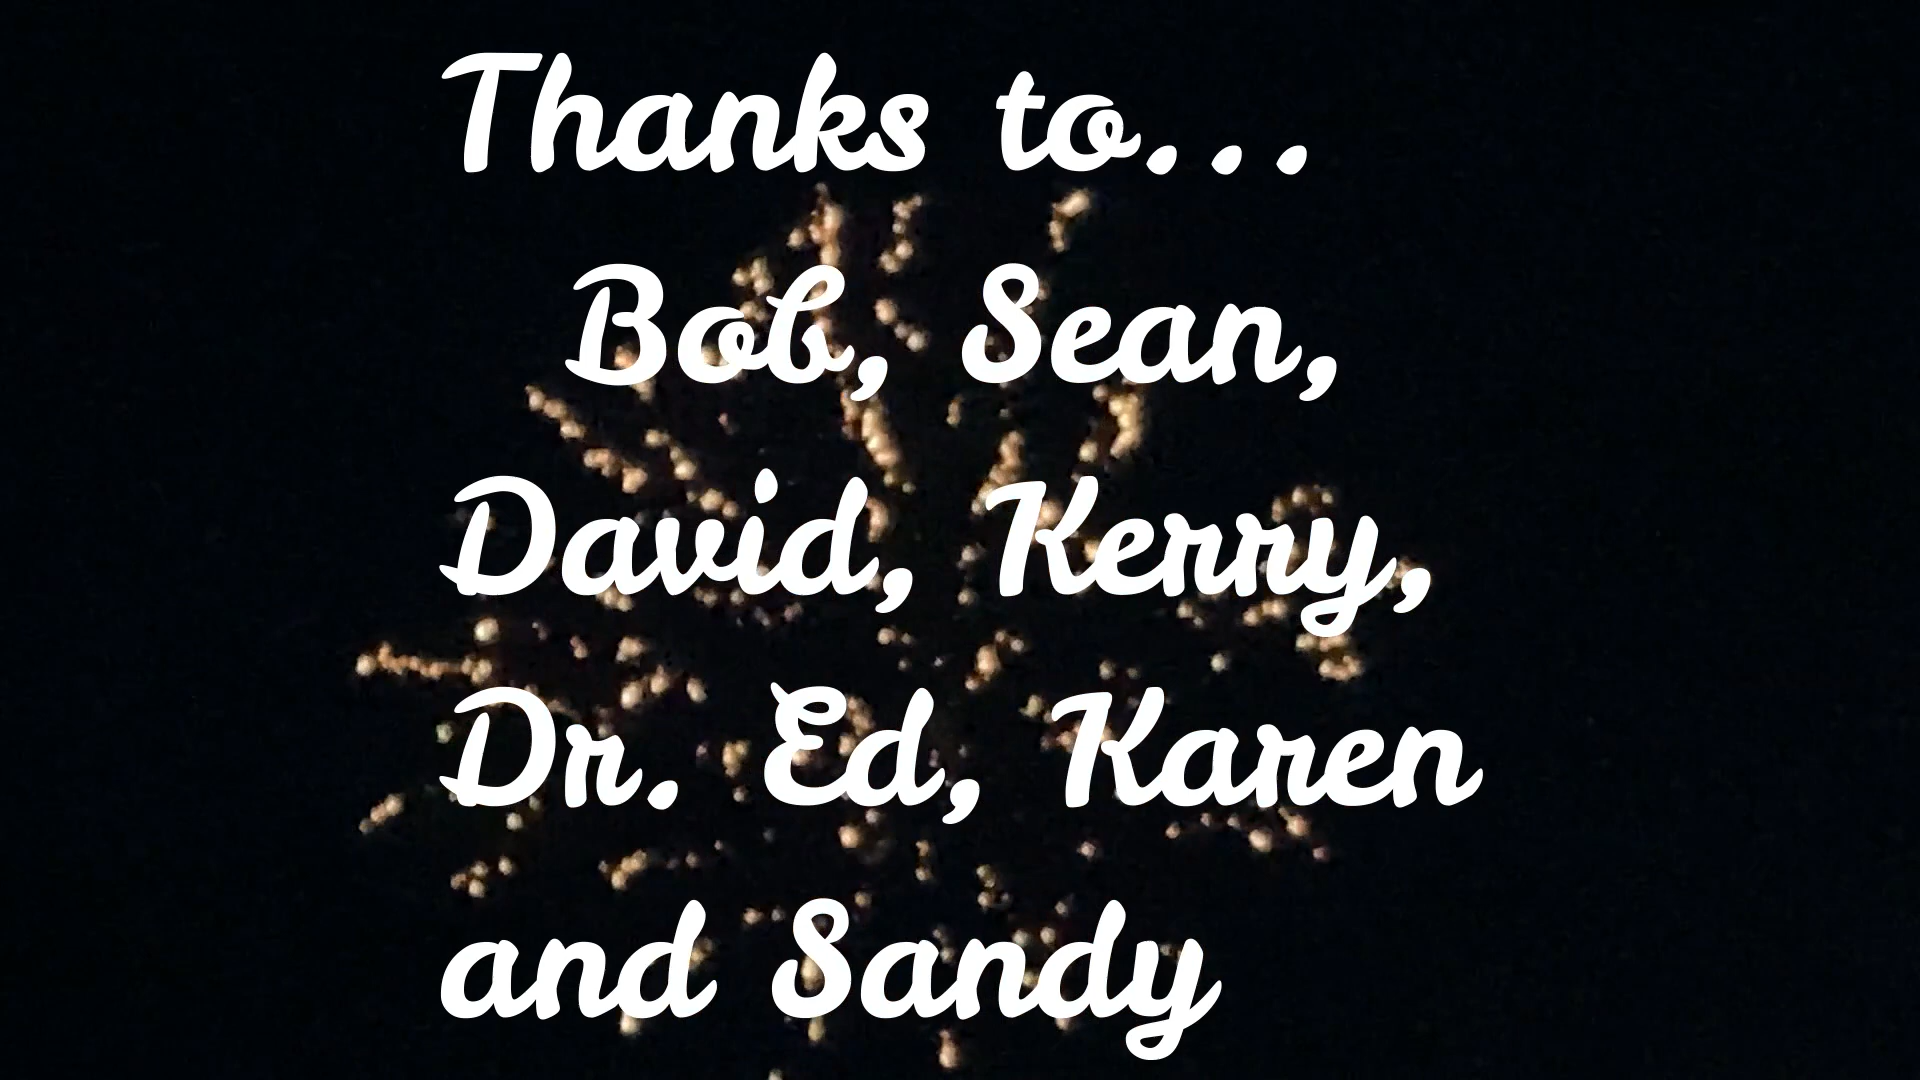 Thanks to...
Bob, Sean,
David, Kerry,
Dr. Ed, Karen
and Sandy